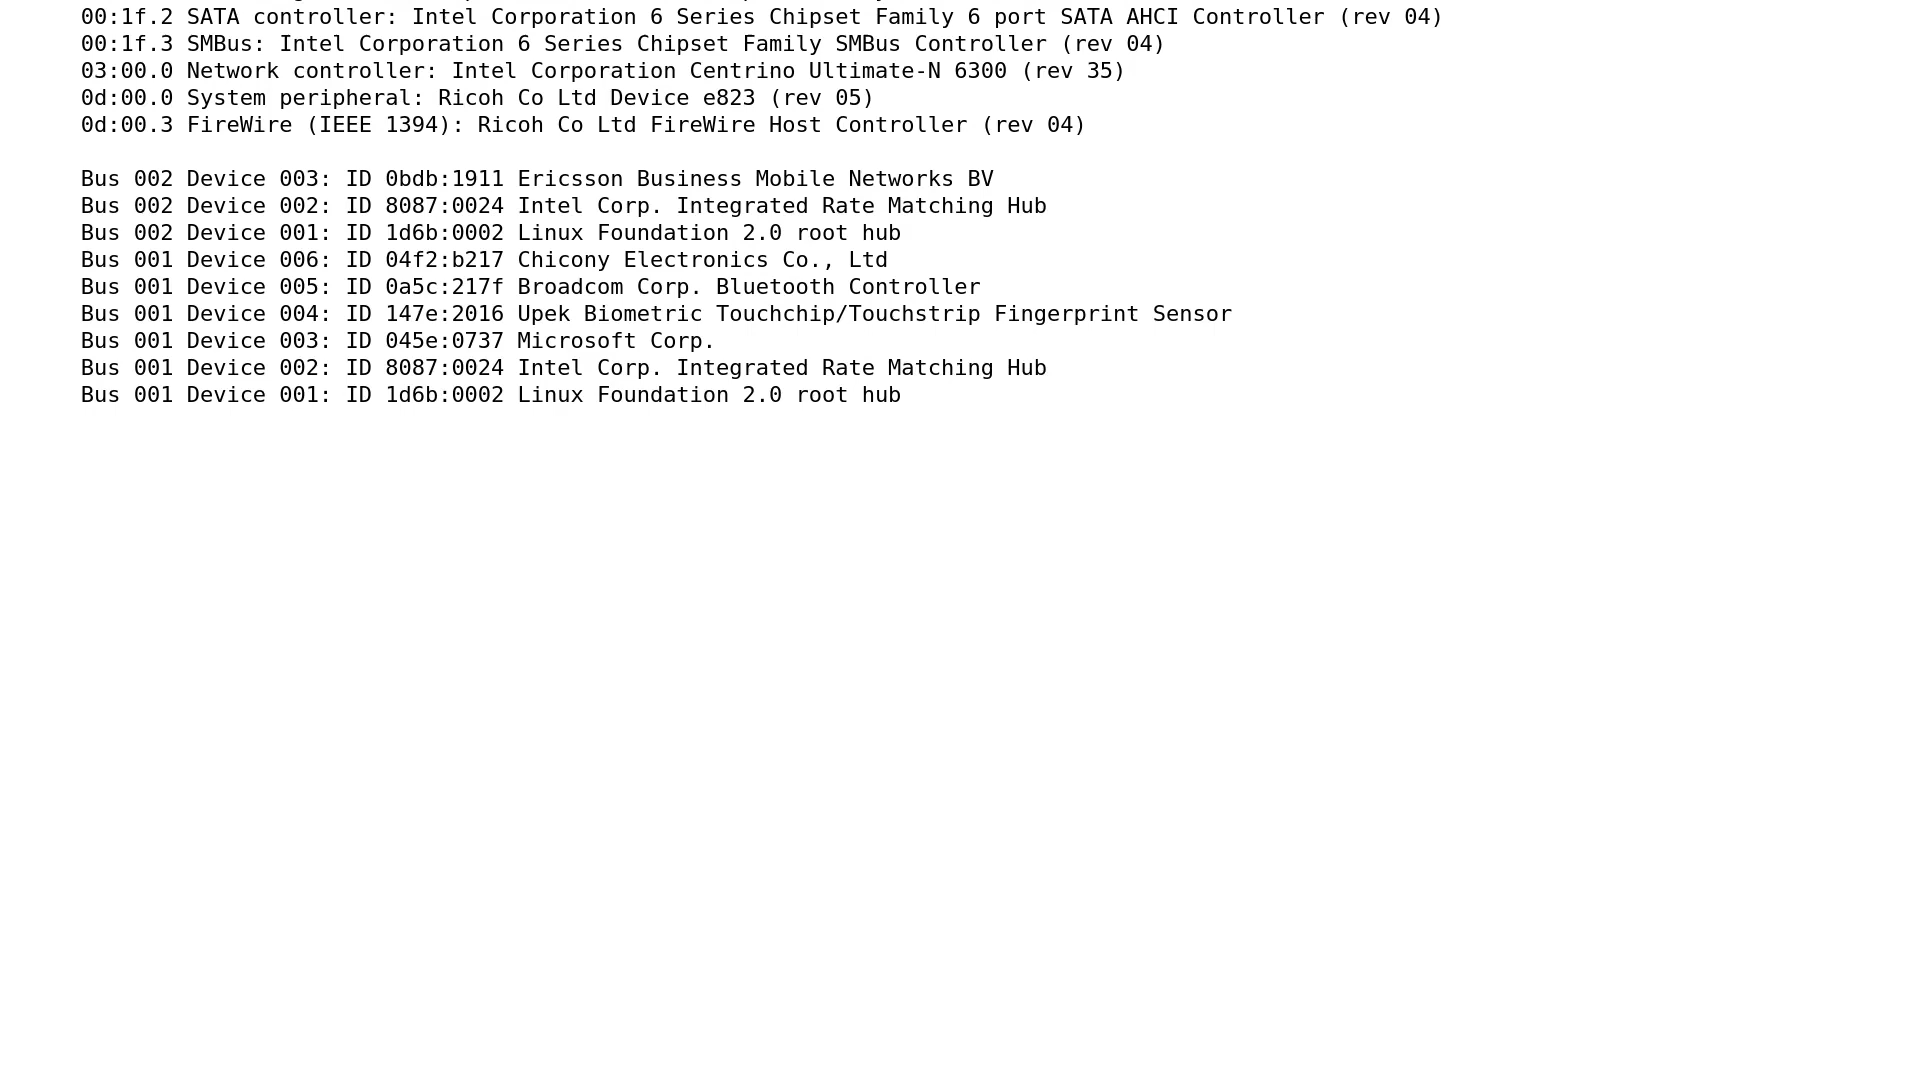 00:1f.2 SATA controller: Intel Corporation 6 Series Chipset Family 6 port SATA AHCI Controller (rev 04)
00:1f.3 SMBus: Intel Corporation 6 Series Chipset Family SMBus Controller (rev 04)
03:00.0 Network controller: Intel Corporation Centrino Ultimate-N 6300 (rev 35)
0d:00.0 System peripheral: Ricoh Co Ltd Device e823 (rev 05)
0d:00.3 FireWire (IEEE 1394): Ricoh Co Ltd FireWire Host Controller (rev 04)

Bus 002 Device 003: ID 0bdb:1911 Ericsson Business Mobile Networks BV
Bus 002 Device 002: ID 8087:0024 Intel Corp. Integrated Rate Matching Hub
Bus 002 Device 001: ID 1d6b:0002 Linux Foundation 2.0 root hub
Bus 001 Device 006: ID 04f2:b217 Chicony Electronics Co., Ltd
Bus 001 Device 005: ID 0a5c:217f Broadcom Corp. Bluetooth Controller
Bus 001 Device 004: ID 147e:2016 Upek Biometric Touchchip/Touchstrip Fingerprint Sensor
Bus 001 Device 003: ID 045e:0737 Microsoft Corp.
Bus 001 Device 002: ID 8087:0024 Intel Corp. Integrated Rate Matching Hub
Bus 001 Device 001: ID 1d6b:0002 Linux Foundation 2.0 root hub